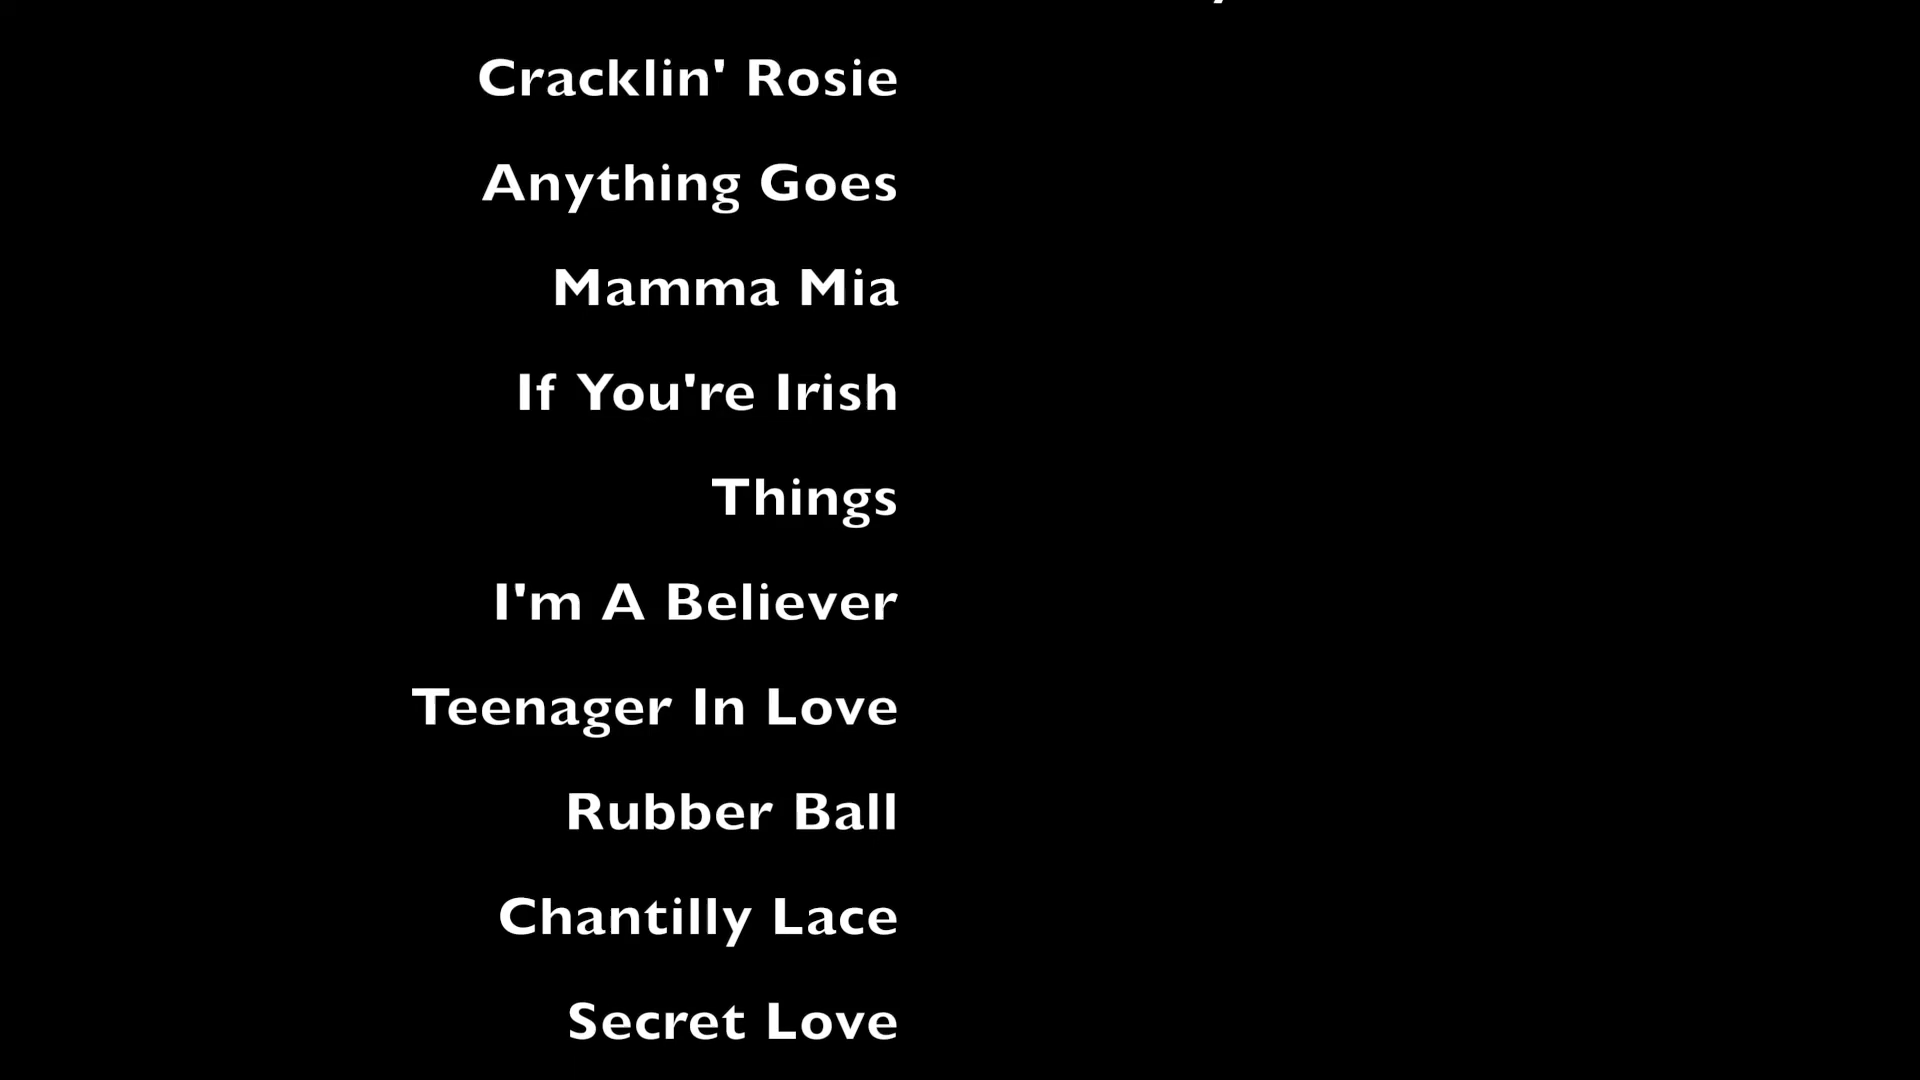 Cracklin' Rosie
Anything Goes
Mamma Mia
If You're Irish
Things
I'm A Believer
Teenager In Love
Rubber Ball
Chantilly Lace
Secret Love